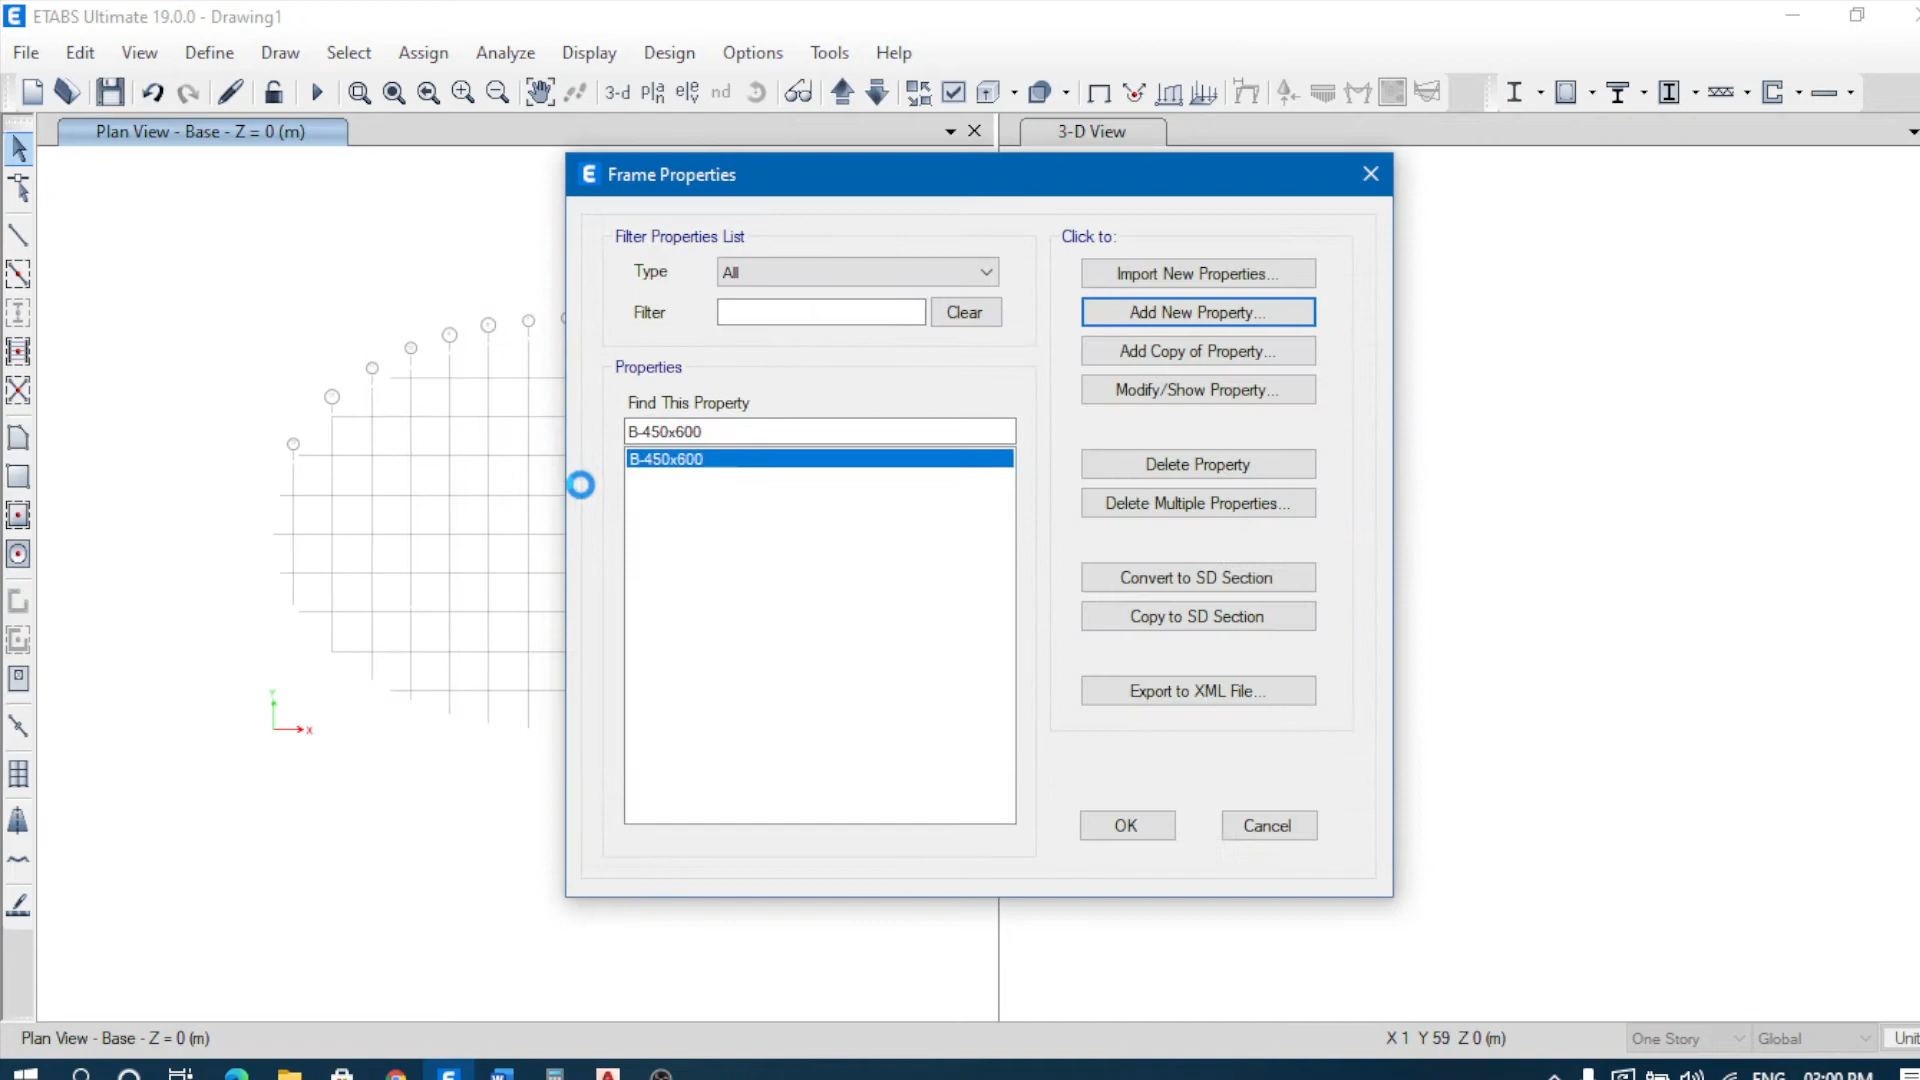 ETABS Ultimate 19.0.0 - Drawing1
File Edit View Define Draw Select Assign Analyze Display Design Options Tools Help
3-d nd
Plan View - Base - Z = 0 (m)
3-D View
Frame Properties
Filter Properties List
Type All
Filter Clear
Properties
Find This Property
B-450x600
B-450x600
Click to:
Import New Properties...
Add New Property...
Add Copy of Property...
Modify/Show Property...
Delete Property
Delete Multiple Properties...
Convert to SD Section
Copy to SD Section
Export to XML File...
OK Cancel
Y
X
Plan View - Base - Z = 0 (m)
X 1 Y 59 Z 0 (m)
One Story
Global
Unit
ENG 03:00 PM